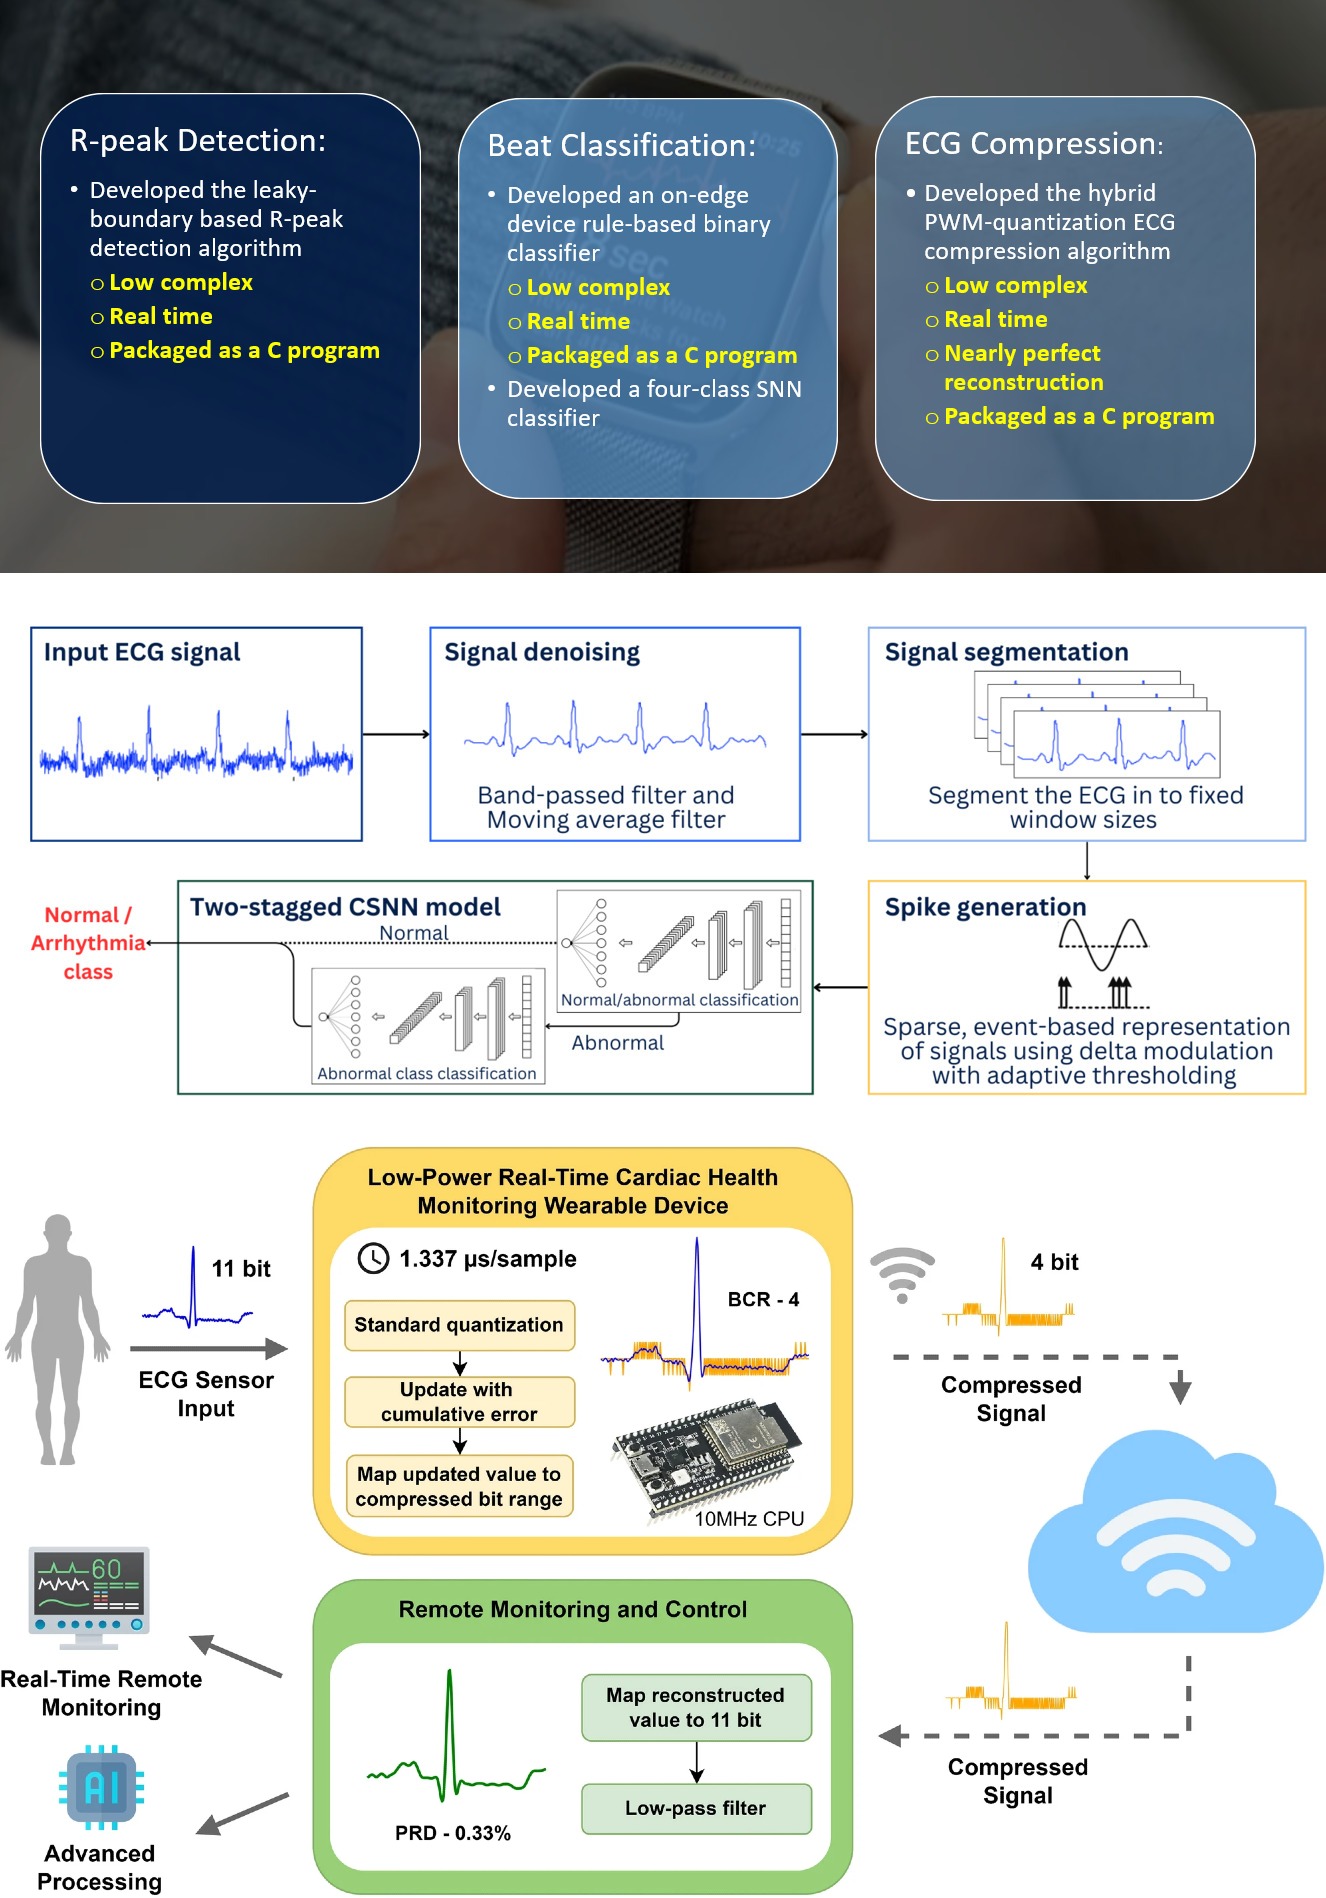 R-peak Detection:
• Developed the leaky-
boundary based R-peak
detection algorithm
o Low complex
o Real time
o Packaged as a C program
Beat Classification:
• Developed an on-edge
device rule-based binary
classifier
o Low complex
o Real time
o Packaged as a C program
• Developed a four-class SNN
classifier
ECG Compression:
• Developed the hybrid
PWM-quantization ECG
compression algorithm
o Low complex
o Real time
o Nearly perfect
reconstruction
o Packaged as a C program
Input ECG signal
Signal denoising
Band-passed filter and
Moving average filter
Signal segmentation
Segment the ECG in to fixed
window sizes
Spike generation
Sparse, event-based representation
of signals using delta modulation
with adaptive thresholding
Two-stagged CSNN model
Normal
Normal/abnormal classification
Abnormal
Abnormal class classification
Normal /
Arrhythmia
class
Low-Power Real-Time Cardiac Health
Monitoring Wearable Device
11 bit
ECG Sensor
Input
1.337 µs/sample
Standard quantization
Update with
cumulative error
Map updated value to
compressed bit range
BCR - 4
10MHz CPU
4 bit
Compressed
Signal
Compressed
Signal
Remote Monitoring and Control
Map reconstructed
value to 11 bit
Low-pass filter
PRD - 0.33%
60
Real-Time Remote
Monitoring
AI
Advanced
Processing